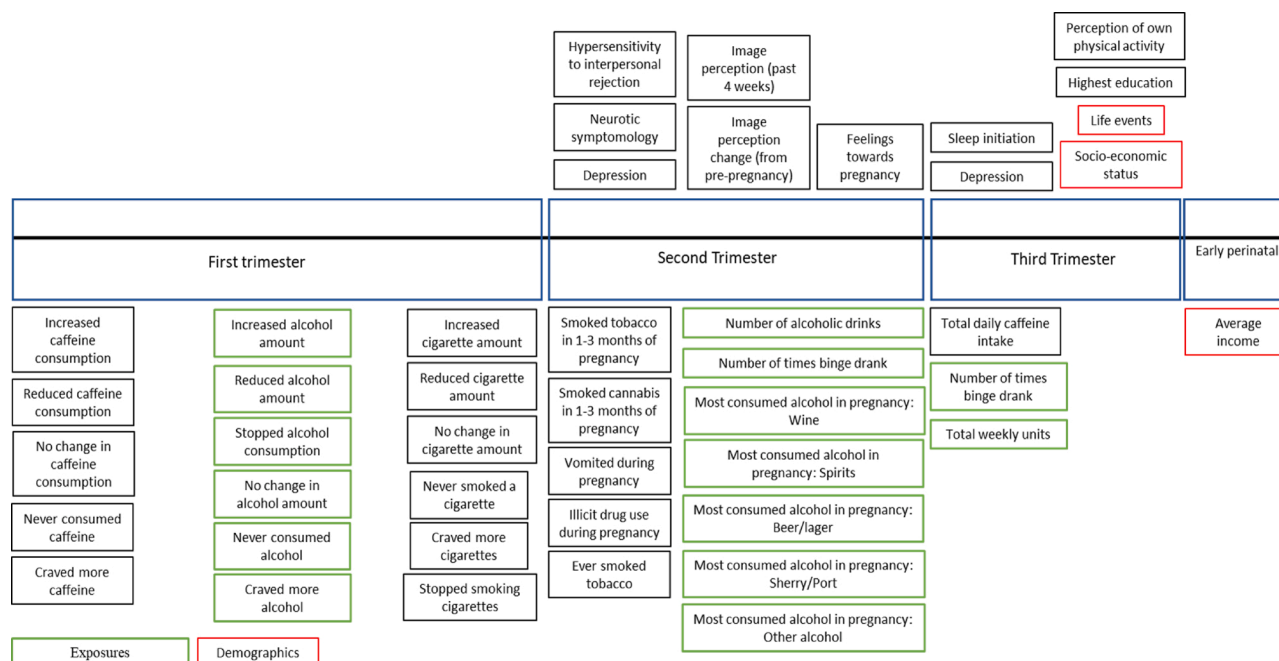 Hypersensitivity
to interpersonal
rejection
Neurotic
symptomology
Depression
Image
perception (past
4 weeks)
Image
perception
change (from
pre-pregnancy)
Feelings
towards
pregnancy
Sleep initiation
Depression
Perception of own
physical activity
Highest education
Life events
Socio-economic
status
First trimester
Second Trimester
Third Trimester
Early perinatal
Increased
caffeine
consumption
Reduced caffeine
consumption
No change in
caffeine
consumption
Never consumed
caffeine
Craved more
caffeine
Increased alcohol
amount
Reduced alcohol
amount
Stopped alcohol
consumption
No change in
alcohol amount
Never consumed
alcohol
Craved more
alcohol
Increased
cigarette amount
Reduced cigarette
amount
No change in
cigarette amount
Never smoked a
cigarette
Craved more
cigarettes
Stopped smoking
cigarettes
Smoked tobacco
in 1-3 months of
pregnancy
Smoked cannabis
in 1-3 months of
pregnancy
Vomited during
pregnancy
Illicit drug use
during pregnancy
Ever smoked
tobacco
Number of alcoholic drinks
Number of times binge drank
Most consumed alcohol in pregnancy:
Wine
Most consumed alcohol in
pregnancy: Spirits
Most consumed alcohol in pregnancy:
Beer/lager
Most consumed alcohol in pregnancy:
Sherry/Port
Most consumed alcohol in pregnancy:
Other alcohol
Total daily caffeine
intake
Number of times
binge drank
Total weekly units
Average
income
Exposures
Demographics